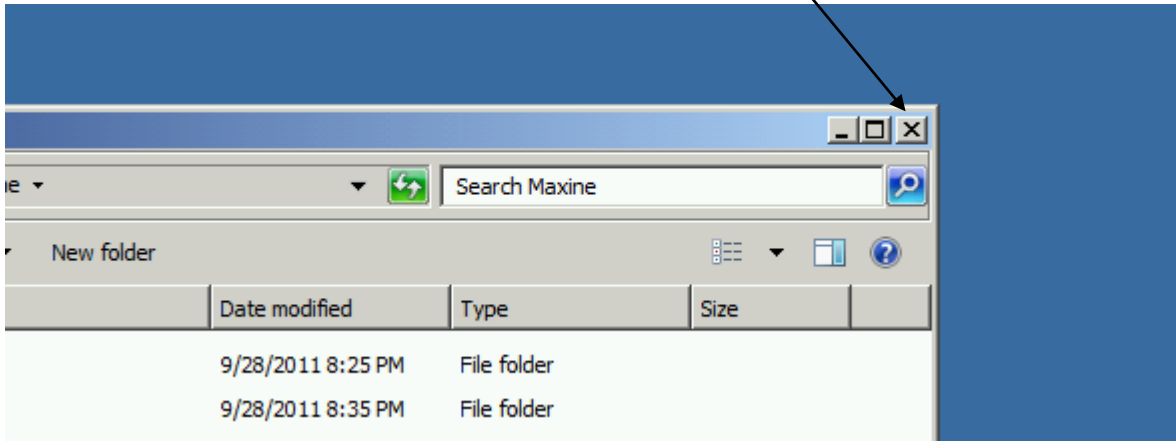 Search Maxine
New folder
Date modified Type Size
9/28/2011 8:25 PM File folder
9/28/2011 8:35 PM File folder